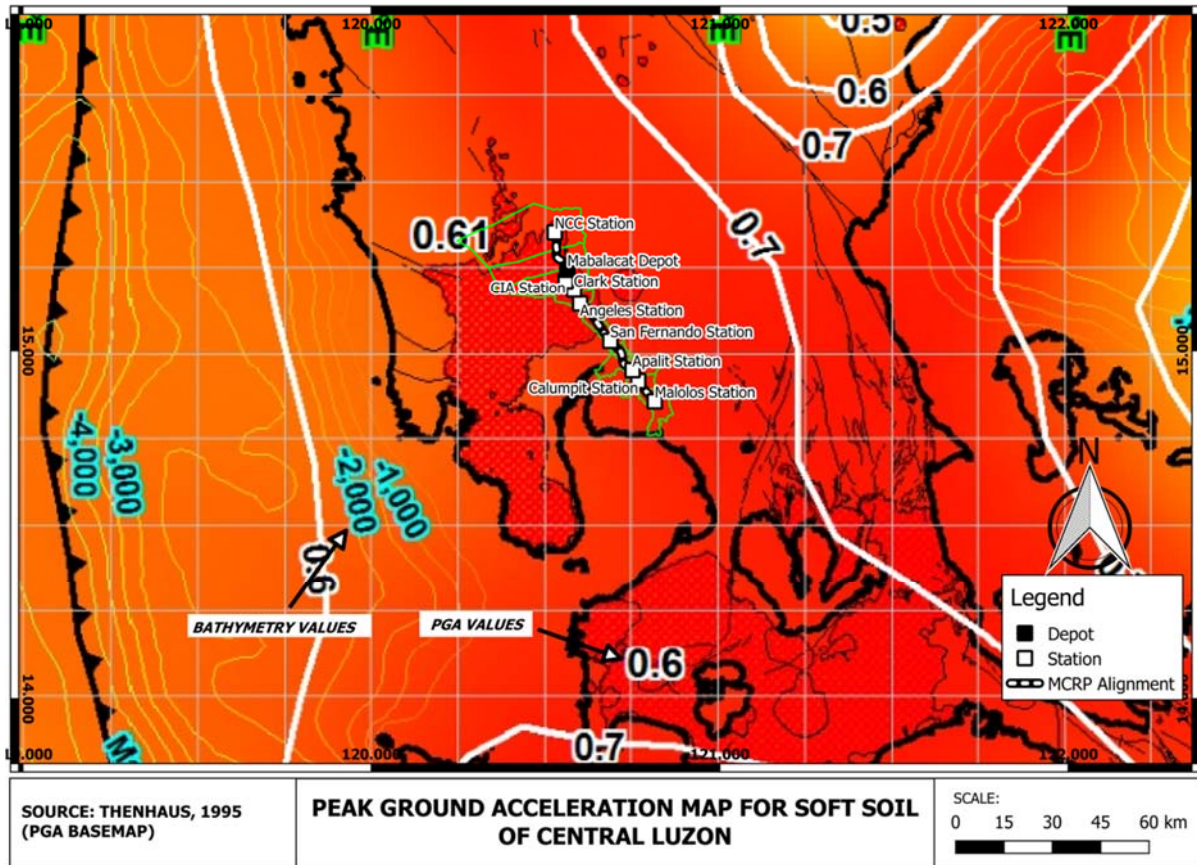 120.000
121.000
122.000
E
E
E
E
0.5
0.6
0.7
0.61
0.7
NCC Station
Mabalacat Depot
CIA Station
Clark Station
Angeles Station
San Fernando Station
Apalit Station
Calumpit Station
Malolos Station
15.000
15.000
-4,000
-3,000
-2,000
-1,000
0.6
N
BATHYMETRY VALUES
PGA VALUES
0.6
0.7
Legend
Depot
Station
MCRP Alignment
14.000
120.000
121.000
SOURCE: THENHAUS, 1995
(PGA BASEMAP)
PEAK GROUND ACCELERATION MAP FOR SOFT SOIL
OF CENTRAL LUZON
SCALE:
0 15 30 45 60 km